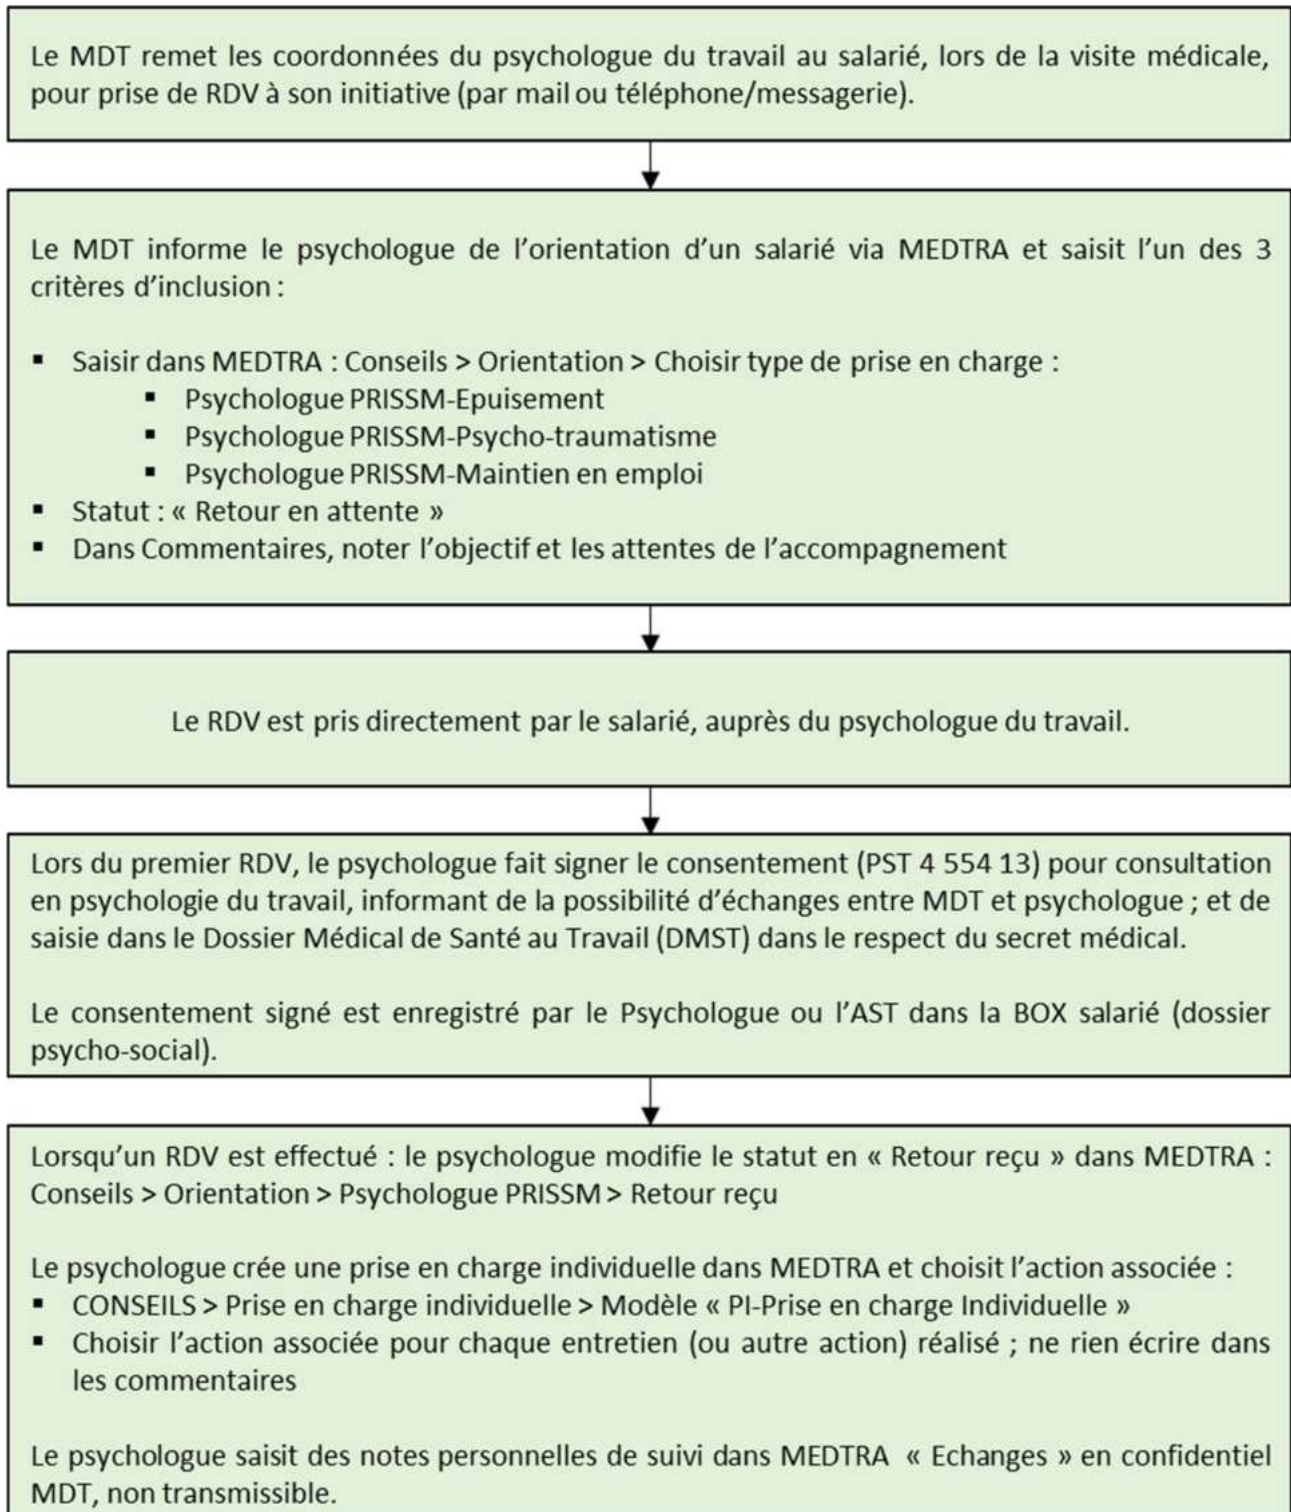 Le MDT remet les coordonnées du psychologue du travail au salarié, lors de la visite médicale,
pour prise de RDV à son initiative (par mail ou téléphone/messagerie).
Le MDT informe le psychologue de l’orientation d’un salarié via MEDTRA et saisit l’un des 3
critères d’inclusion :
▪ Saisir dans MEDTRA : Conseils > Orientation > Choisir type de prise en charge :
▪ Psychologue PRISSM-Epuisement
▪ Psychologue PRISSM-Psycho-traumatisme
▪ Psychologue PRISSM-Maintien en emploi
▪ Statut : « Retour en attente »
▪ Dans Commentaires, noter l’objectif et les attentes de l’accompagnement
Le RDV est pris directement par le salarié, auprès du psychologue du travail.
Lors du premier RDV, le psychologue fait signer le consentement (PST 4 554 13) pour consultation
en psychologie du travail, informant de la possibilité d’échanges entre MDT et psychologue ; et de
saisie dans le Dossier Médical de Santé au Travail (DMST) dans le respect du secret médical.
Le consentement signé est enregistré par le Psychologue ou l’AST dans la BOX salarié (dossier
psycho-social).
Lorsqu’un RDV est effectué : le psychologue modifie le statut en « Retour reçu » dans MEDTRA :
Conseils > Orientation > Psychologue PRISSM > Retour reçu
Le psychologue crée une prise en charge individuelle dans MEDTRA et choisit l’action associée :
▪ CONSEILS > Prise en charge individuelle > Modèle « PI-Prise en charge Individuelle »
▪ Choisir l’action associée pour chaque entretien (ou autre action) réalisé ; ne rien écrire dans
les commentaires
Le psychologue saisit des notes personnelles de suivi dans MEDTRA « Echanges » en confidentiel
MDT, non transmissible.